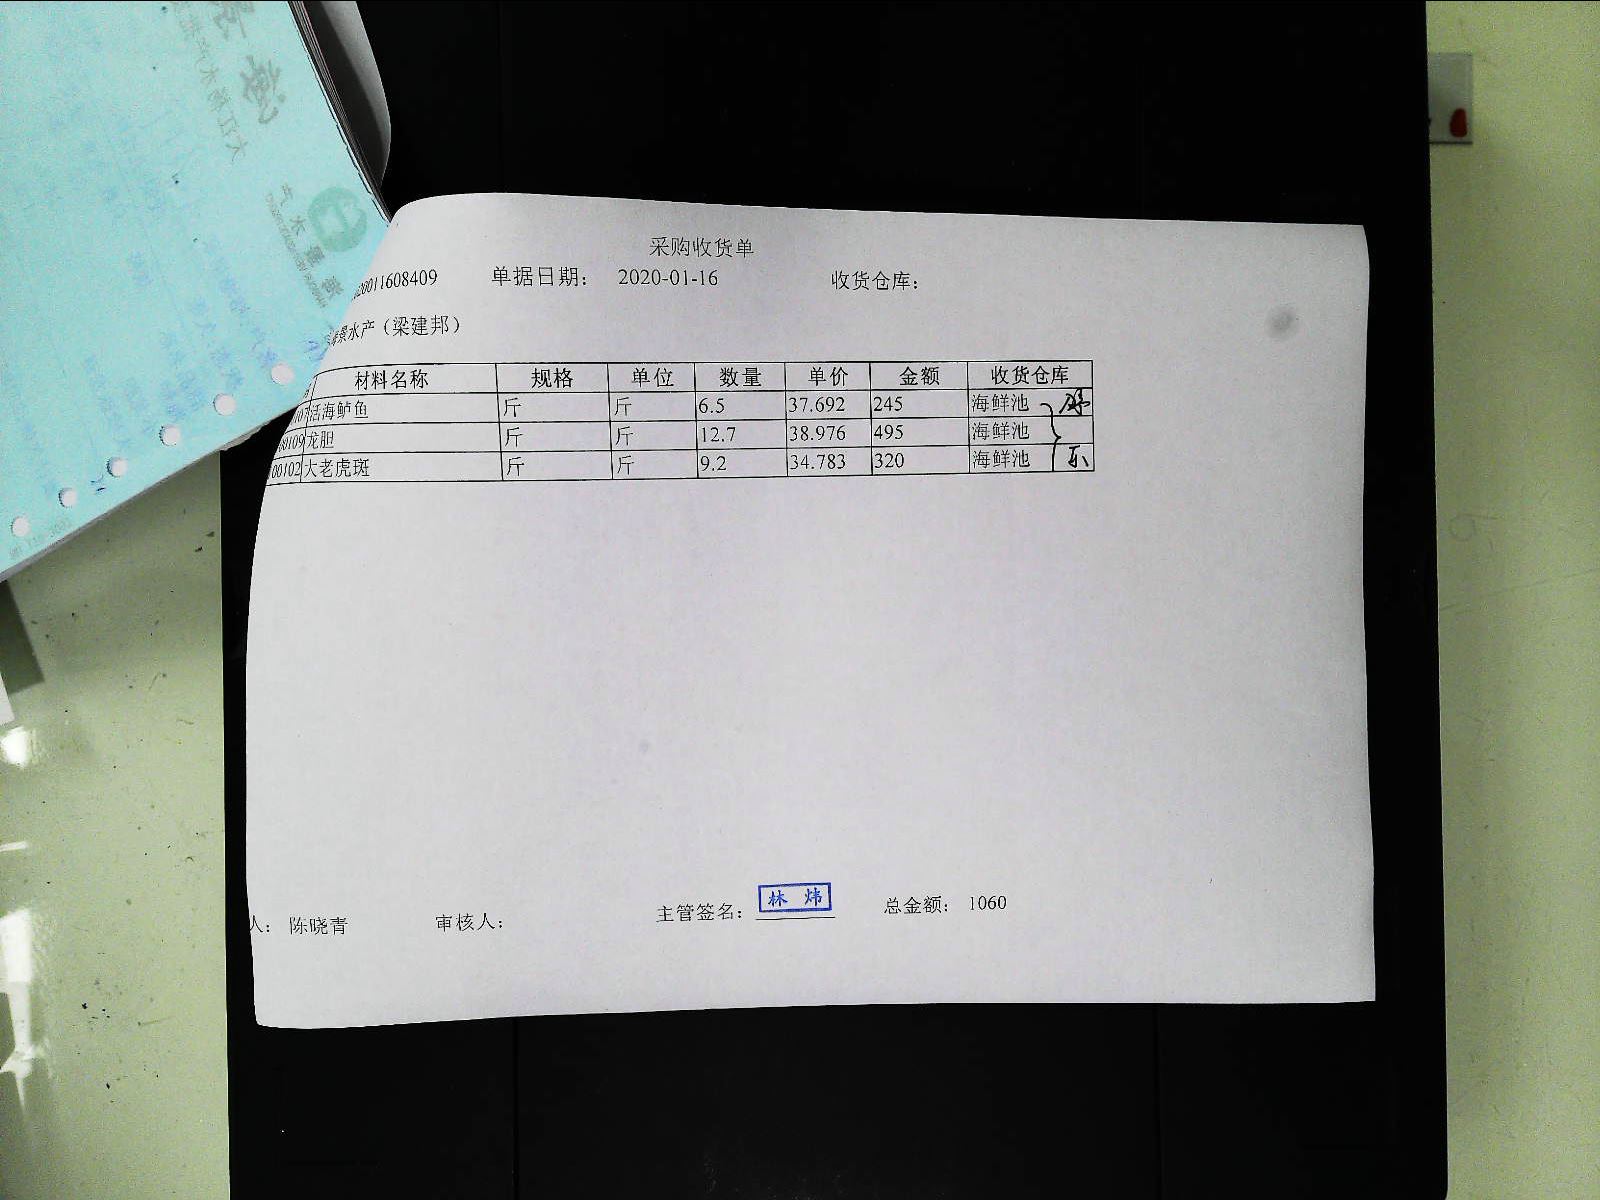 采购收货单
20011608409 单据日期： 2020-01-16 收货仓库：
景水产（梁建邦）
材料名称 规格 单位 数量 单价 金额 收货仓库
107 活海鲈鱼 斤 斤 6.5 37.692 245 海鲜池
00109 龙胆 斤 斤 12.7 38.976 495 海鲜池
00102 大老虎斑 斤 斤 9.2 34.783 320 海鲜池
人： 陈晓青 审核人： 主管签名： 林炜 总金额： 1060